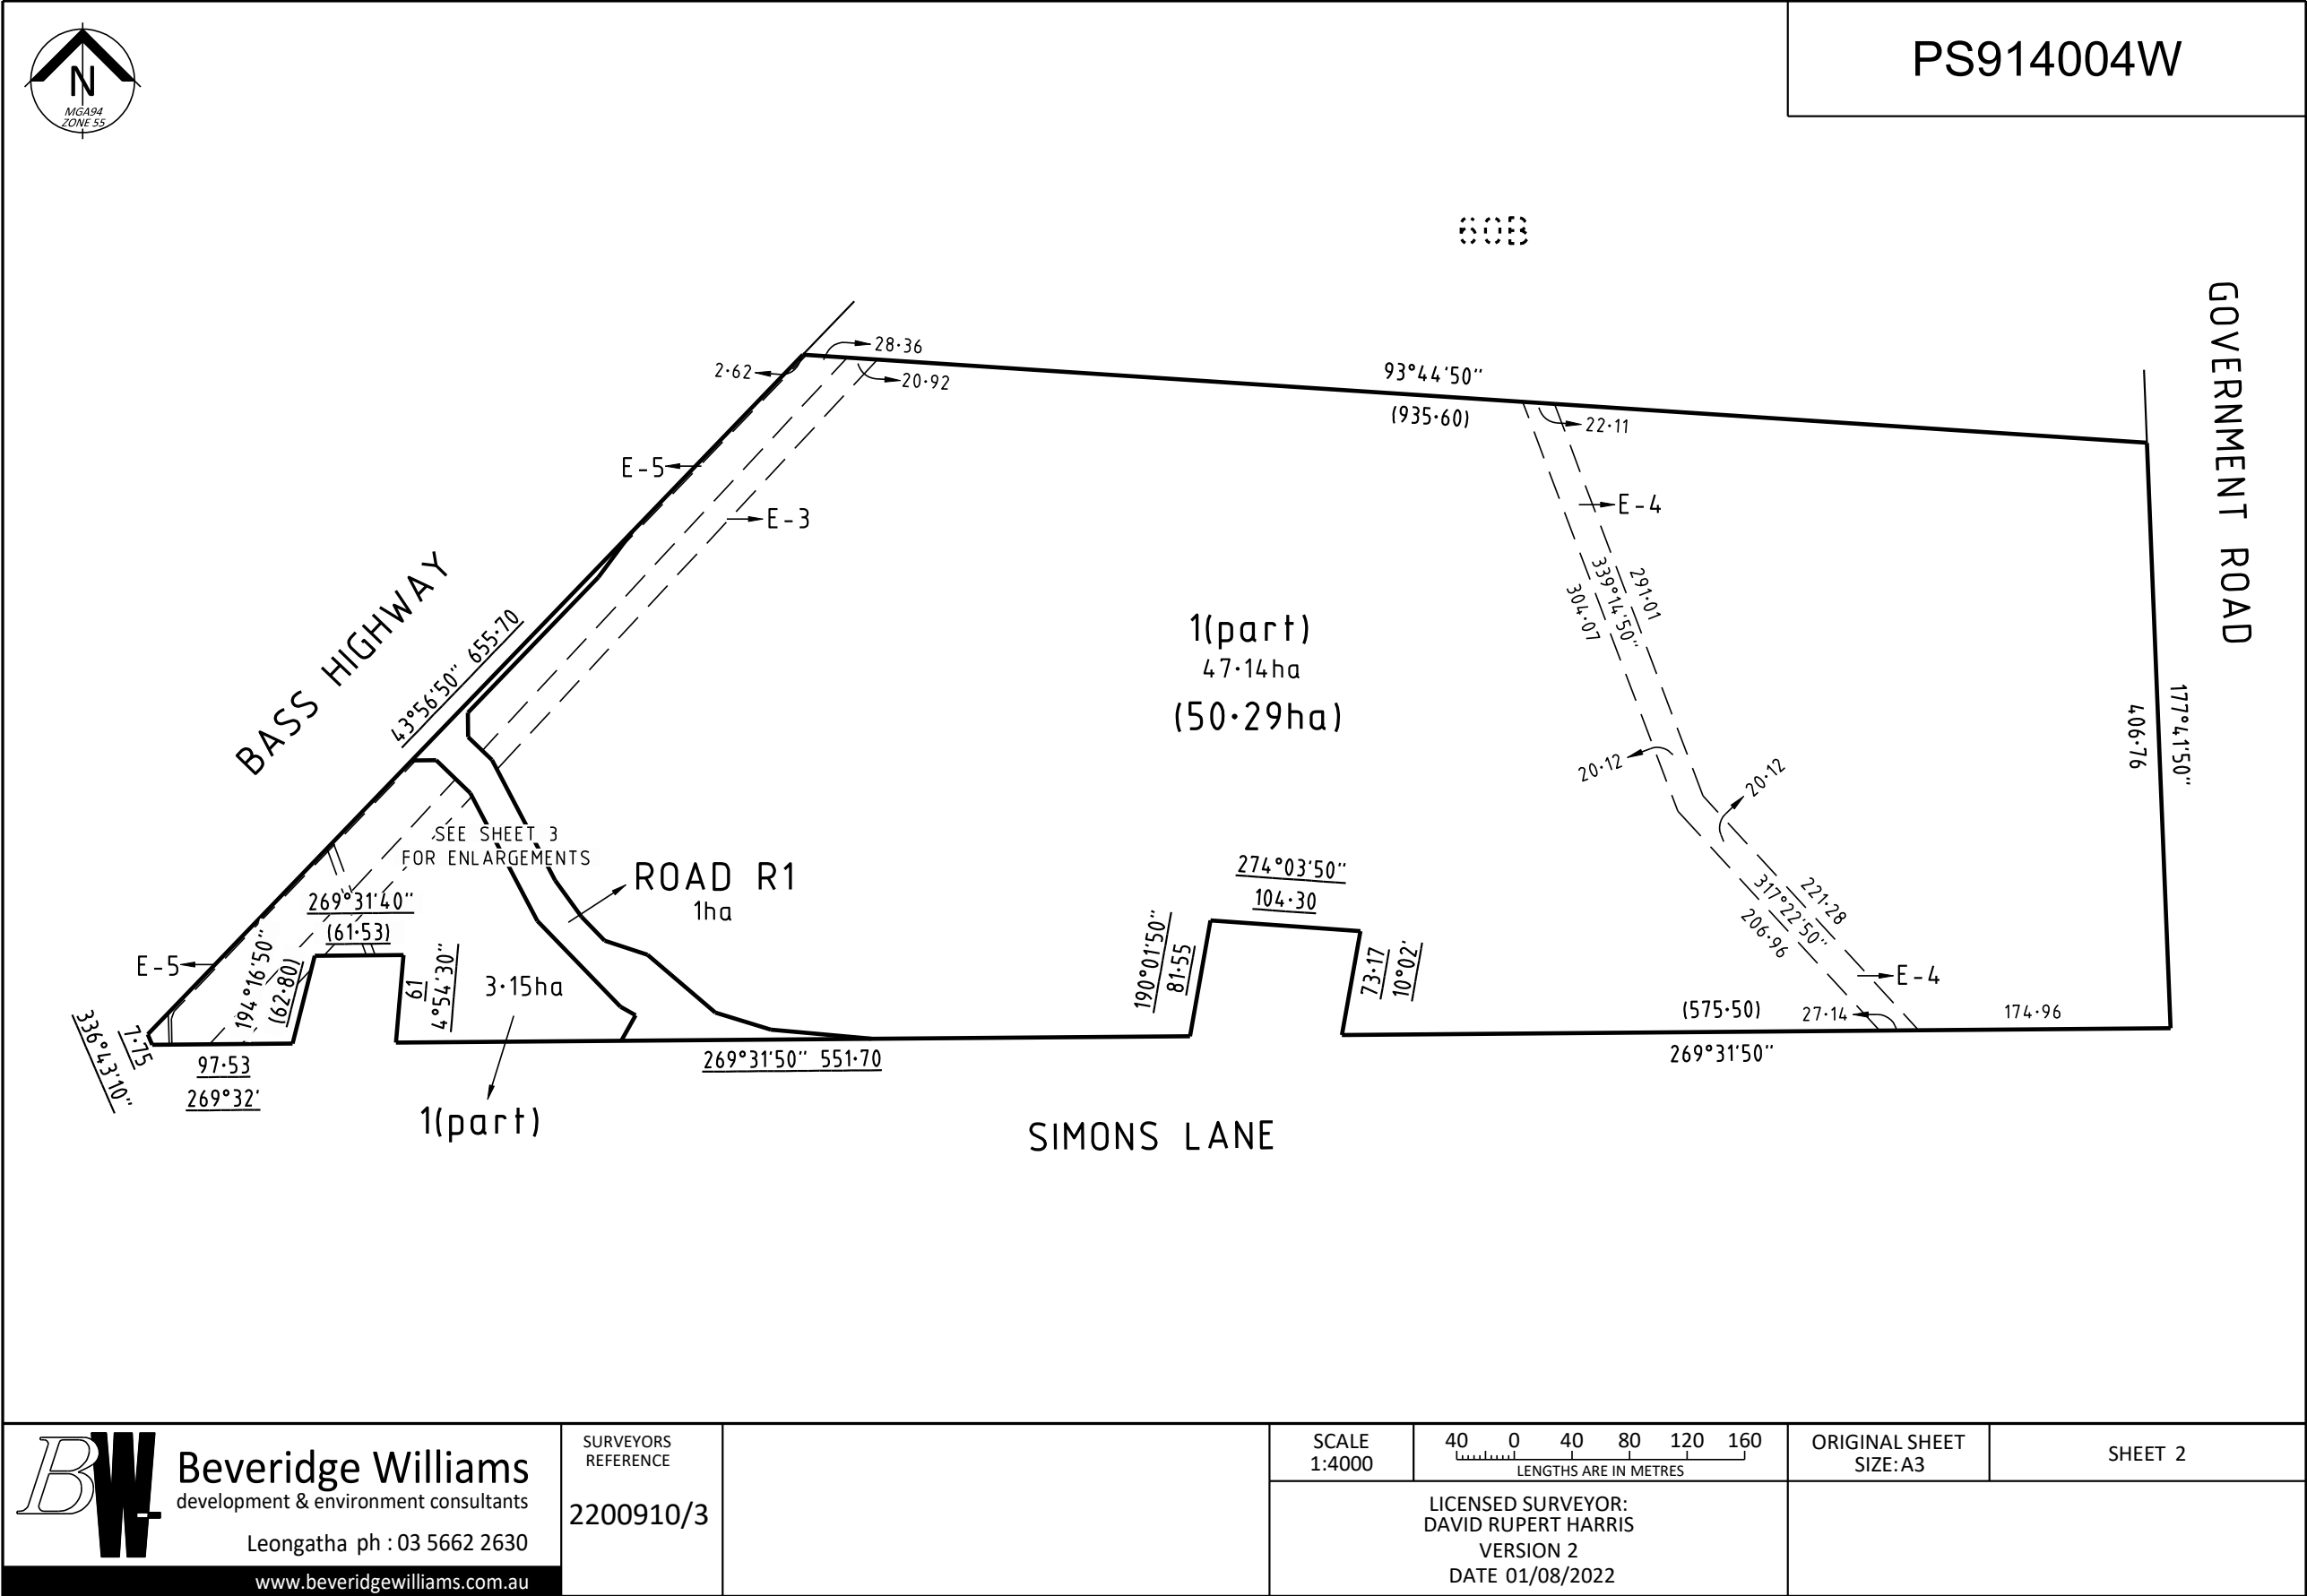 N
MGA94
ZONE 55
PS914004W
60B
GOVERNMENT ROAD
28·36
2·62
20·92
93°44'50"
(935·60)
22·11
E-5
E-3
E-4
BASS HIGHWAY
43°56'50" 655·70
291·01
339°14'50"
304·07
1(part)
47·14ha
(50·29ha)
177°41'50"
406·76
20·12
20·12
SEE SHEET 3
FOR ENLARGEMENTS
ROAD R1
1ha
274°03'50"
104·30
221·28
317°22'50"
206·96
269°31'40"
(61·53)
190°01'50"
81·55
73·17
10°02'
E-5
194°16'50"
(62·80)
61
4°54'30"
3·15ha
E-4
(575·50)
27·14
174·96
336°43'10"
7·75
97·53
269°32'
269°31'50" 551·70
269°31'50"
1(part)
SIMONS LANE
BW
Beveridge Williams
development & environment consultants
Leongatha ph : 03 5662 2630
www.beveridgewilliams.com.au
SURVEYORS
REFERENCE
2200910/3
SCALE
1:4000
40 0 40 80 120 160
LENGTHS ARE IN METRES
ORIGINAL SHEET
SIZE: A3
SHEET 2
LICENSED SURVEYOR:
DAVID RUPERT HARRIS
VERSION 2
DATE 01/08/2022